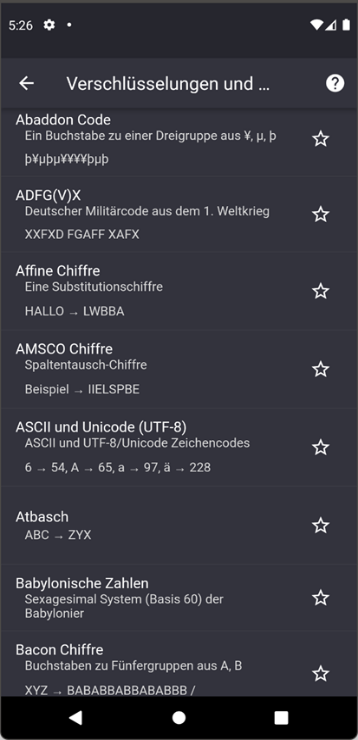 5:26
Verschlüsselungen und ...
Abaddon Code
Ein Buchstabe zu einer Dreigruppe aus ¥, µ, þ
þ¥µþµ¥¥¥¥þµþ
ADFG(V)X
Deutscher Militärcode aus dem 1. Weltkrieg
XXFXD FGAFF XAFX
Affine Chiffre
Eine Substitutionschiffre
HALLO → LWBBA
AMSCO Chiffre
Spaltentausch-Chiffre
Beispiel → IIELSPBE
ASCII und Unicode (UTF-8)
ASCII und UTF-8/Unicode Zeichencodes
6 → 54, A → 65, a → 97, ä → 228
Atbasch
ABC → ZYX
Babylonische Zahlen
Sexagesimal System (Basis 60) der
Babylonier
Bacon Chiffre
Buchstaben zu Fünfergruppen aus A, B
XYZ → BABABBABBABABBB /